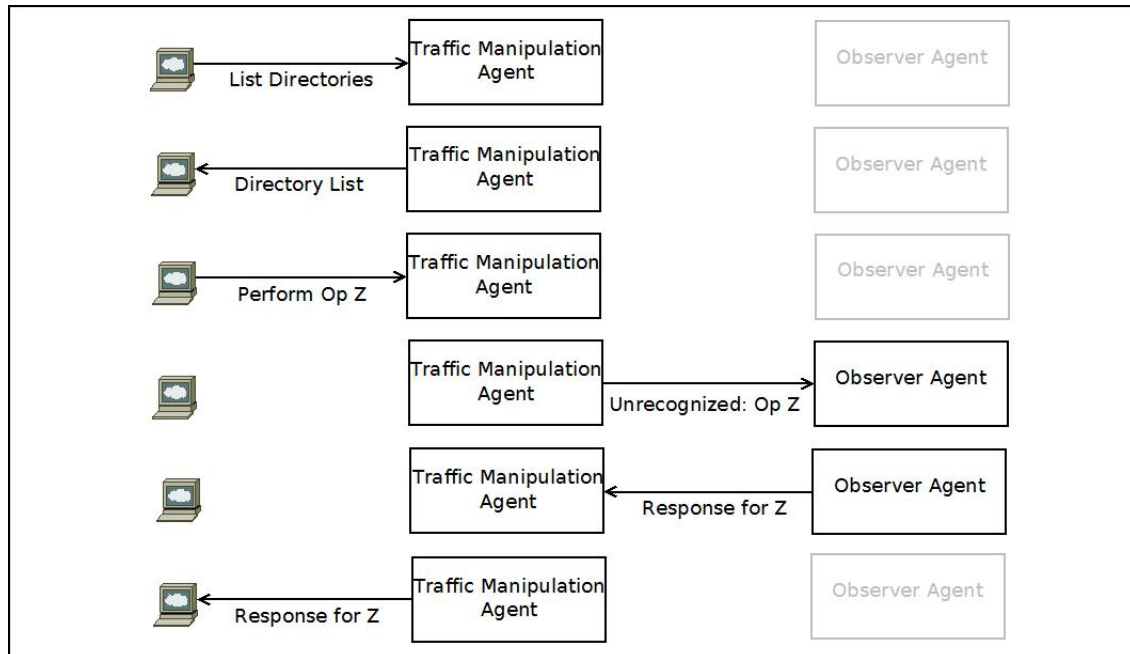 Traffic Manipulation
Agent
Observer Agent
List Directories
Traffic Manipulation
Agent
Observer Agent
Directory List
Traffic Manipulation
Agent
Observer Agent
Perform Op Z
Traffic Manipulation
Agent
Observer Agent
Unrecognized: Op Z
Traffic Manipulation
Agent
Observer Agent
Response for Z
Traffic Manipulation
Agent
Observer Agent
Response for Z